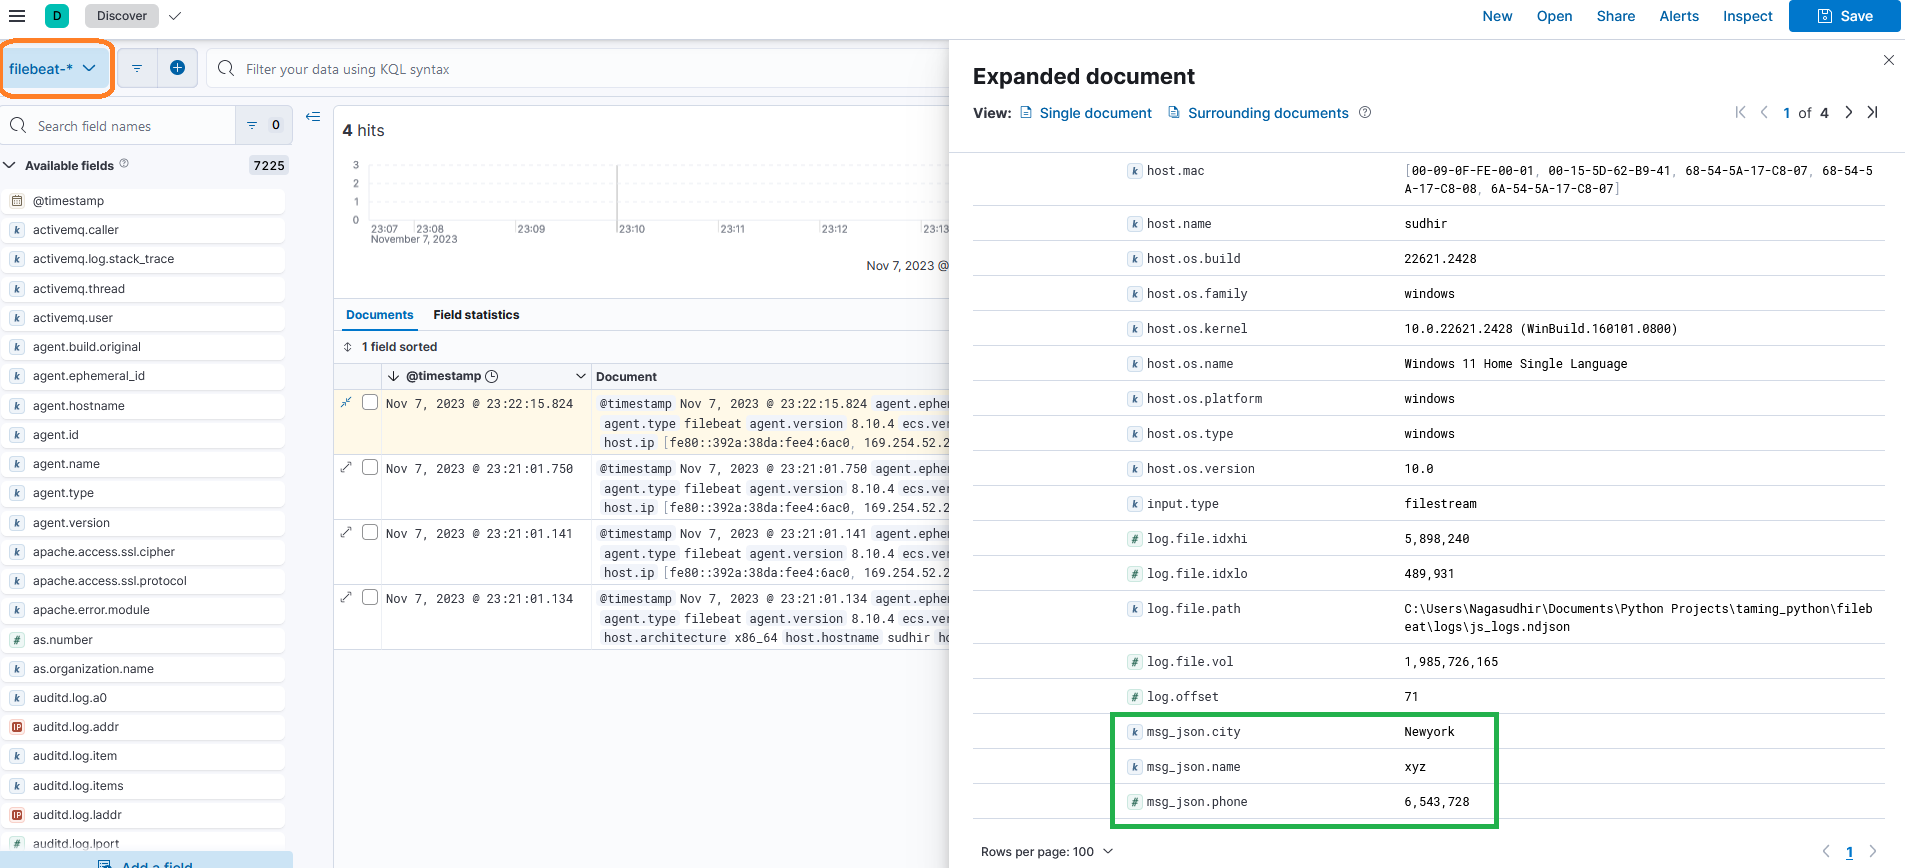 D
Discover
New
Open
Share
Alerts
Inspect
Save
filebeat-*
Filter your data using KQL syntax
Search field names
0
Available fields
7225
@timestamp
k activemq.caller
k activemq.log.stack_trace
k activemq.thread
k activemq.user
k agent.build.original
k agent.ephemeral_id
k agent.hostname
k agent.id
k agent.name
k agent.type
k agent.version
k apache.access.ssl.cipher
k apache.access.ssl.protocol
k apache.error.module
# as.number
k as.organization.name
k auditd.log.a0
IP auditd.log.addr
k auditd.log.item
k auditd.log.items
IP auditd.log.laddr
# auditd.log.lport
Add a field
4 hits
3
2
1
0
23:07 23:08 23:09 23:10 23:11 23:12 23:13
November 7, 2023
Nov 7, 2023 @
Documents Field statistics
1 field sorted
@timestamp Document
Nov 7, 2023 @ 23:22:15.824 @timestamp Nov 7, 2023 @ 23:22:15.824 agent.ephe
agent.type filebeat agent.version 8.10.4 ecs.ver
host.ip [fe80::392a:38da:fee4:6ac0, 169.254.52.2
Nov 7, 2023 @ 23:21:01.750 @timestamp Nov 7, 2023 @ 23:21:01.750 agent.ephe
agent.type filebeat agent.version 8.10.4 ecs.ver
host.ip [fe80::392a:38da:fee4:6ac0, 169.254.52.2
Nov 7, 2023 @ 23:21:01.141 @timestamp Nov 7, 2023 @ 23:21:01.141 agent.ephe
agent.type filebeat agent.version 8.10.4 ecs.ver
host.ip [fe80::392a:38da:fee4:6ac0, 169.254.52.2
Nov 7, 2023 @ 23:21:01.134 @timestamp Nov 7, 2023 @ 23:21:01.134 agent.ephe
agent.type filebeat agent.version 8.10.4 ecs.ver
host.architecture x86_64 host.hostname sudhir ho
Expanded document
View: Single document Surrounding documents
1 of 4
k host.mac [00-09-0F-FE-00-01, 00-15-5D-62-B9-41, 68-54-5A-17-C8-07, 68-54-5
A-17-C8-08, 6A-54-5A-17-C8-07]
k host.name sudhir
k host.os.build 22621.2428
k host.os.family windows
k host.os.kernel 10.0.22621.2428 (WinBuild.160101.0800)
k host.os.name Windows 11 Home Single Language
k host.os.platform windows
k host.os.type windows
k host.os.version 10.0
k input.type filestream
# log.file.idxhi 5,898,240
# log.file.idxlo 489,931
k log.file.path C:\Users\Nagasudhir\Documents\Python Projects\taming_python\fileb
eat\logs\js_logs.ndjson
# log.file.vol 1,985,726,165
# log.offset 71
k msg_json.city Newyork
k msg_json.name xyz
# msg_json.phone 6,543,728
Rows per page: 100
1